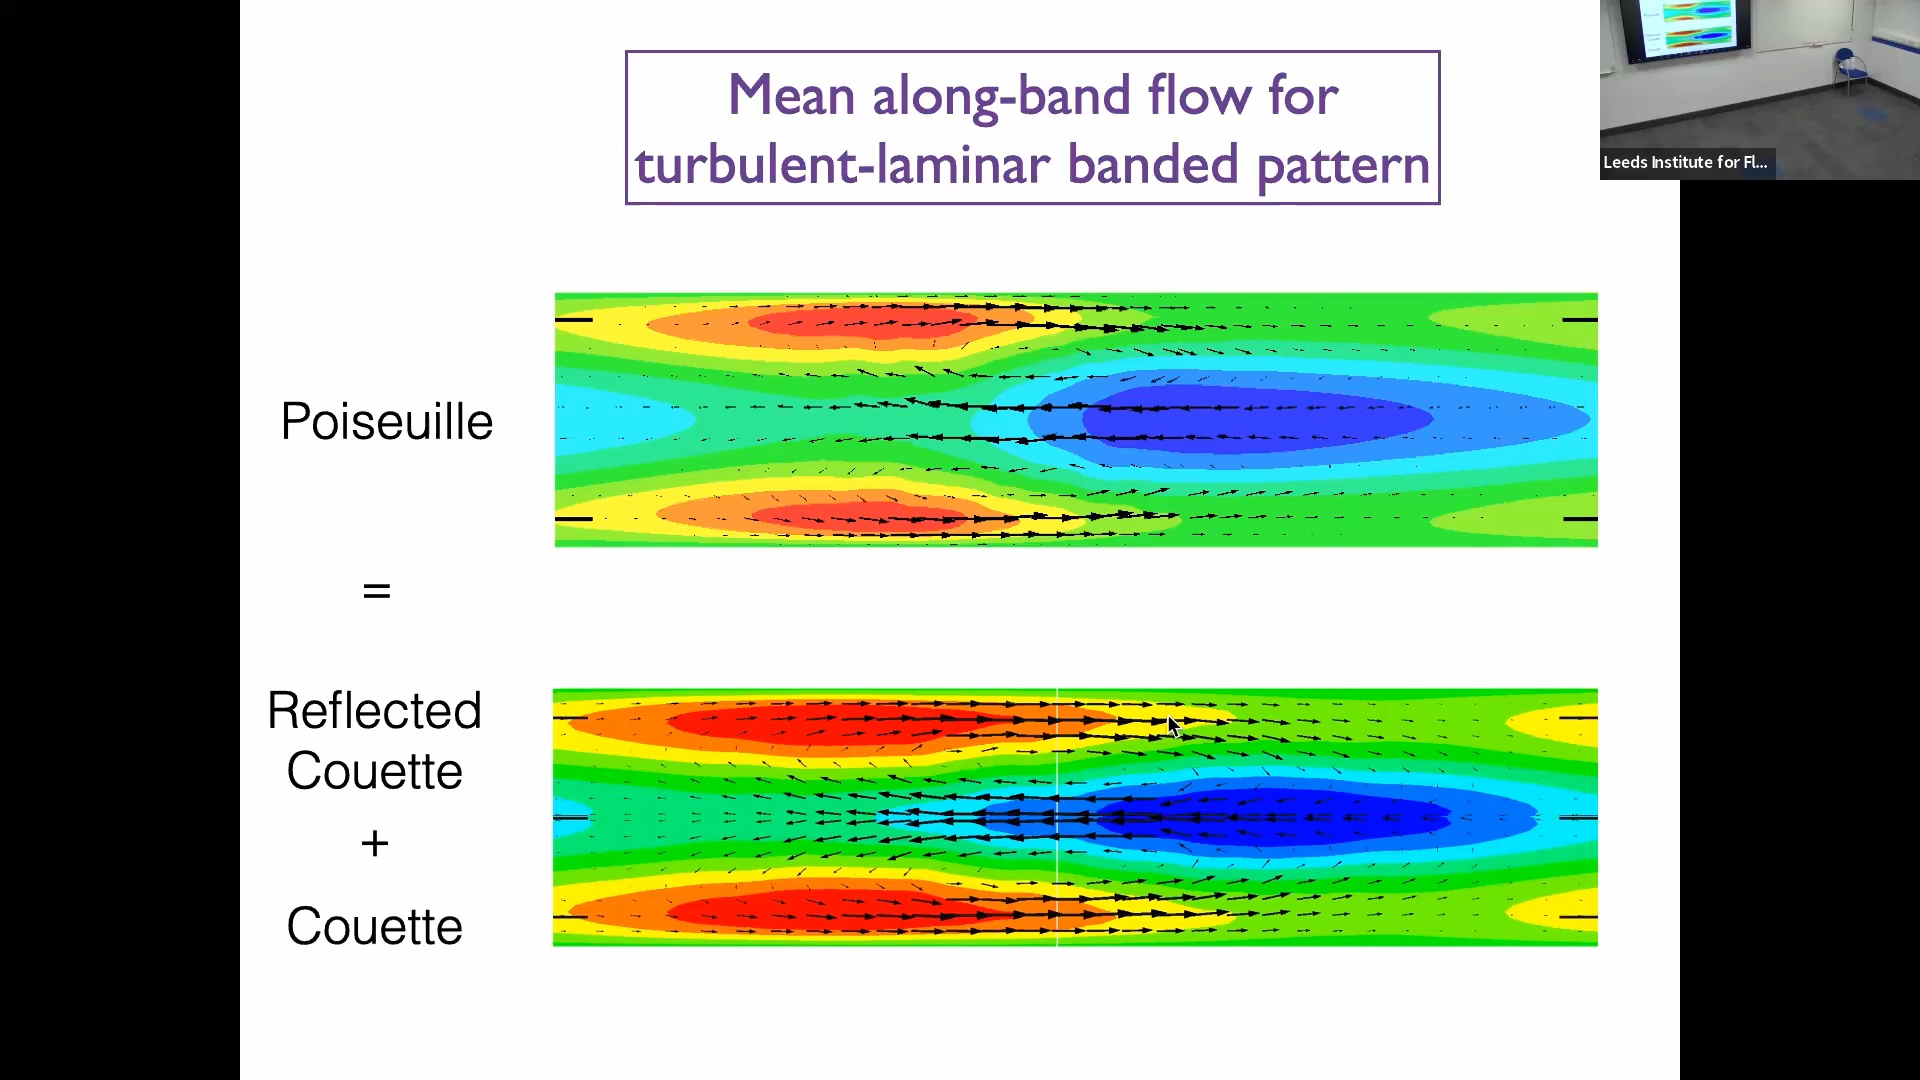 Mean along-band flow for
turbulent-laminar banded pattern
Leeds Institute for Fl...
Poiseuille
=
Reflected
Couette
+
Couette